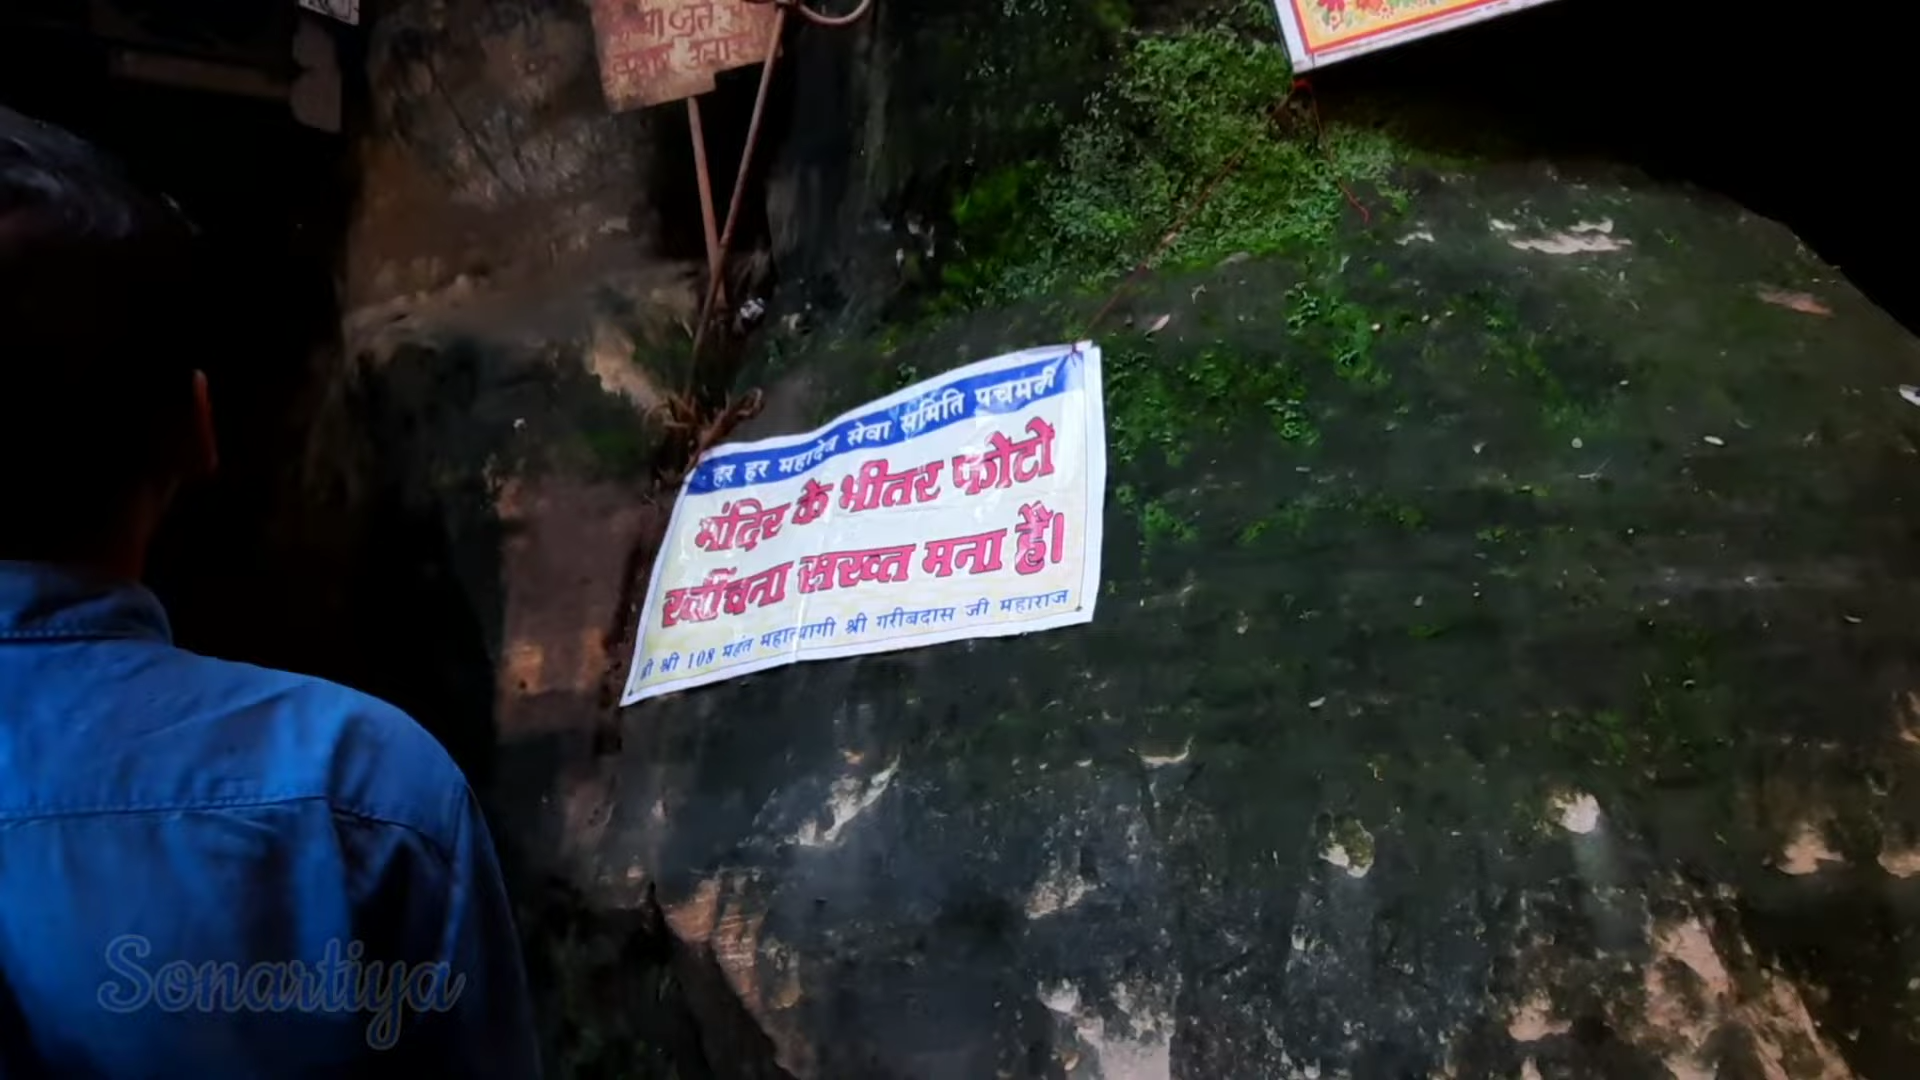 हर हर महादेव सेवा समिति पचमढ़ी
मंदिर के भीतर फोटो
खींचना सख्त मना है।
श्री श्री 108 महंत महात्यागी श्री गरीबदास जी महाराज
Sonartiya